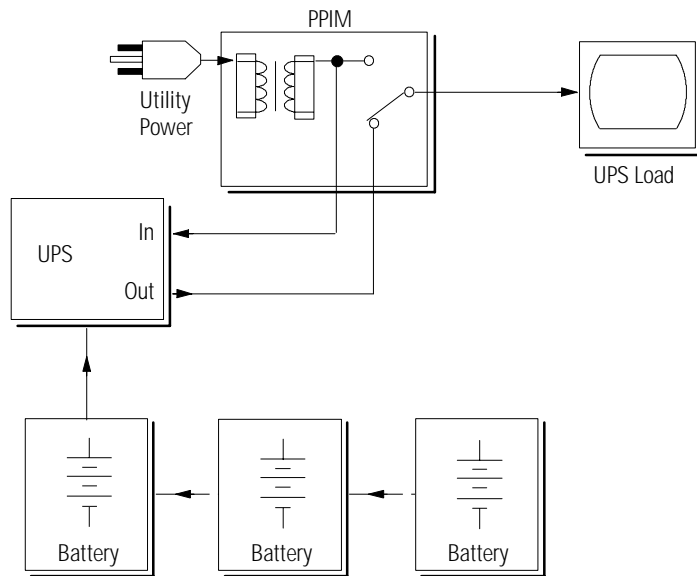 PPIM
Utility
Power
UPS Load
In
UPS
Out
Battery
Battery
Battery